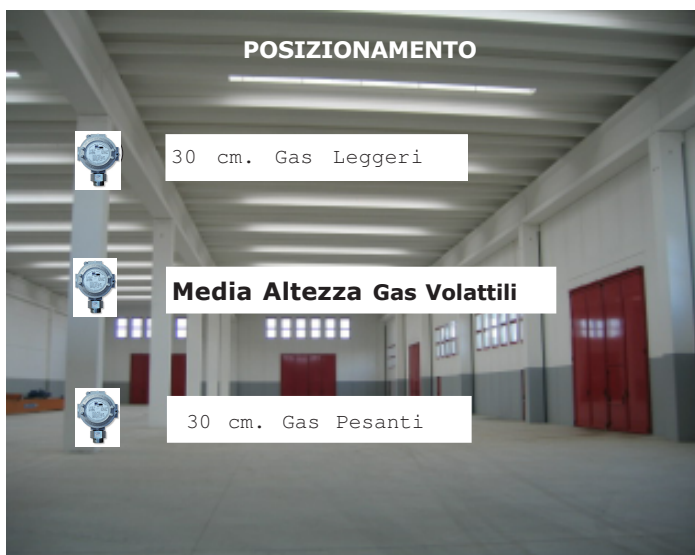 POSIZIONAMENTO
30 cm. Gas Leggeri
Media Altezza Gas Volattili
30 cm. Gas Pesanti